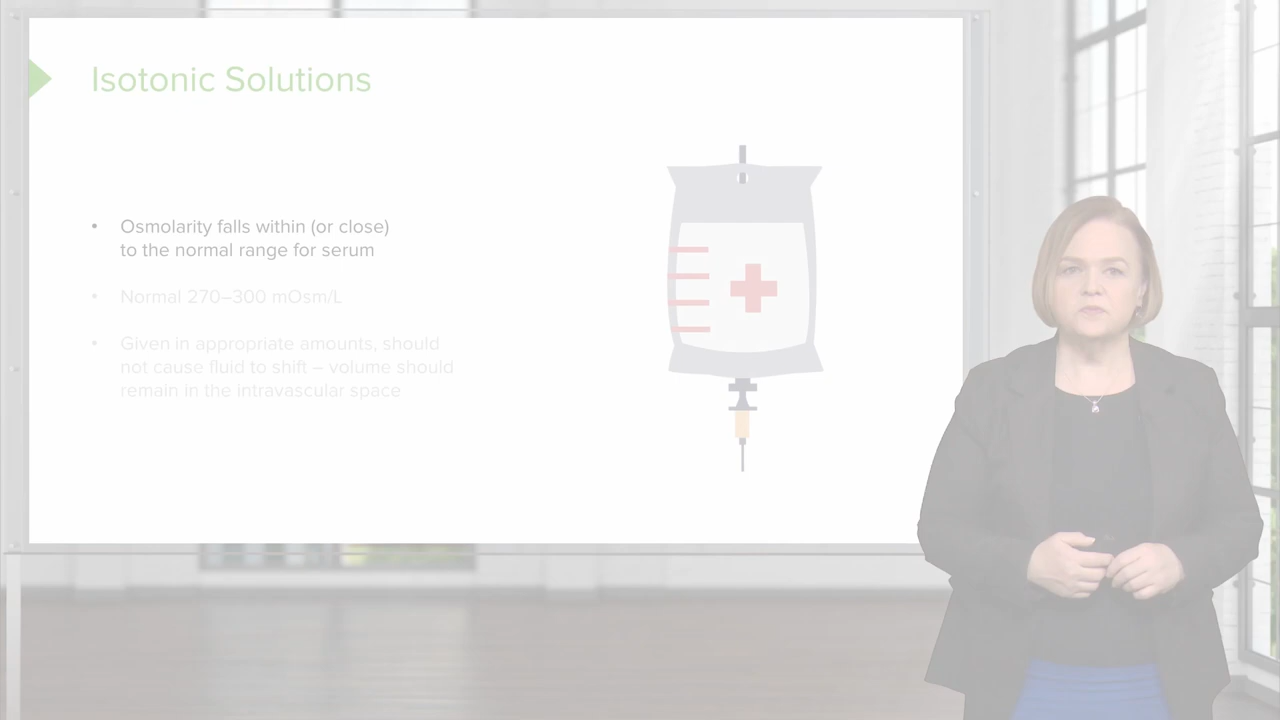 Isotonic Solutions
• Osmolarity falls within (or close)
to the normal range for serum
• Normal 270–300 mOsm/L
• Given in appropriate amounts, should
not cause fluid to shift – volume should
remain in the intravascular space